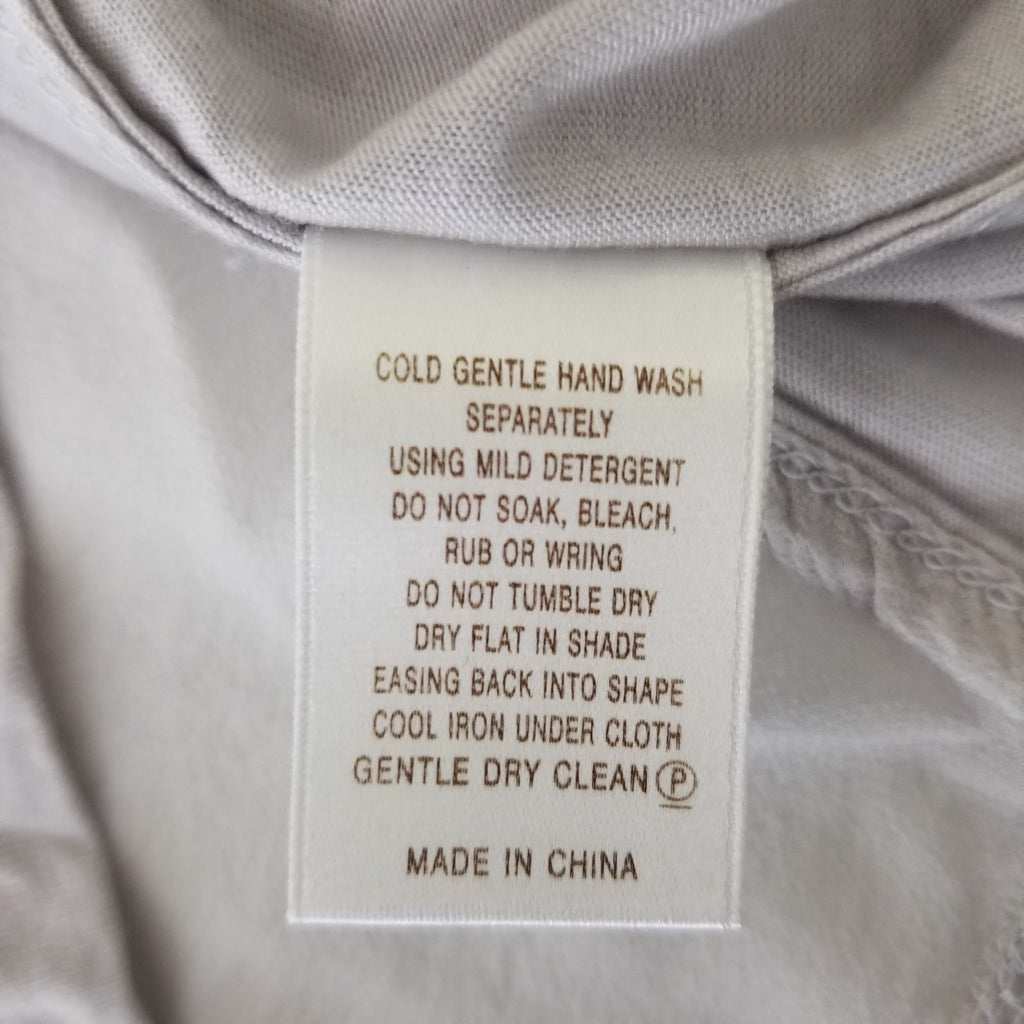 COLD GENTLE HAND WASH
SEPARATELY
USING MILD DETERGENT
DO NOT SOAK, BLEACH,
RUB OR WRING
DO NOT TUMBLE DRY
DRY FLAT IN SHADE
EASING BACK INTO SHAPE
COOL IRON UNDER CLOTH
GENTLE DRY CLEAN Ⓟ
MADE IN CHINA